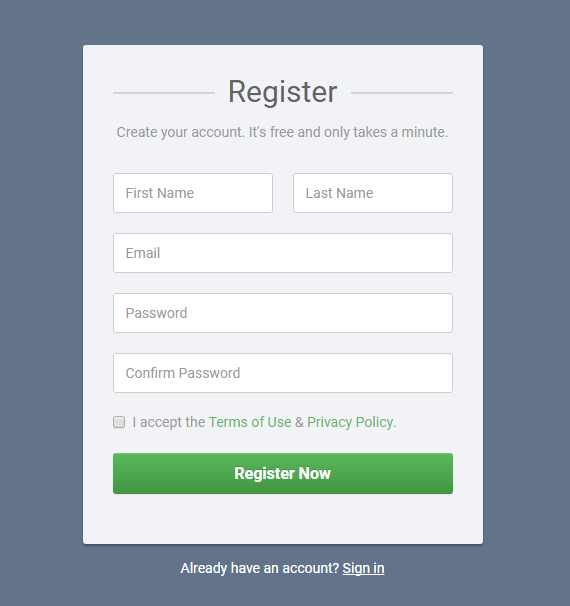 Register
Create your account. It's free and only takes a minute.
First Name Last Name
Email
Password
Confirm Password
I accept the Terms of Use & Privacy Policy.
Register Now
Already have an account? Sign in